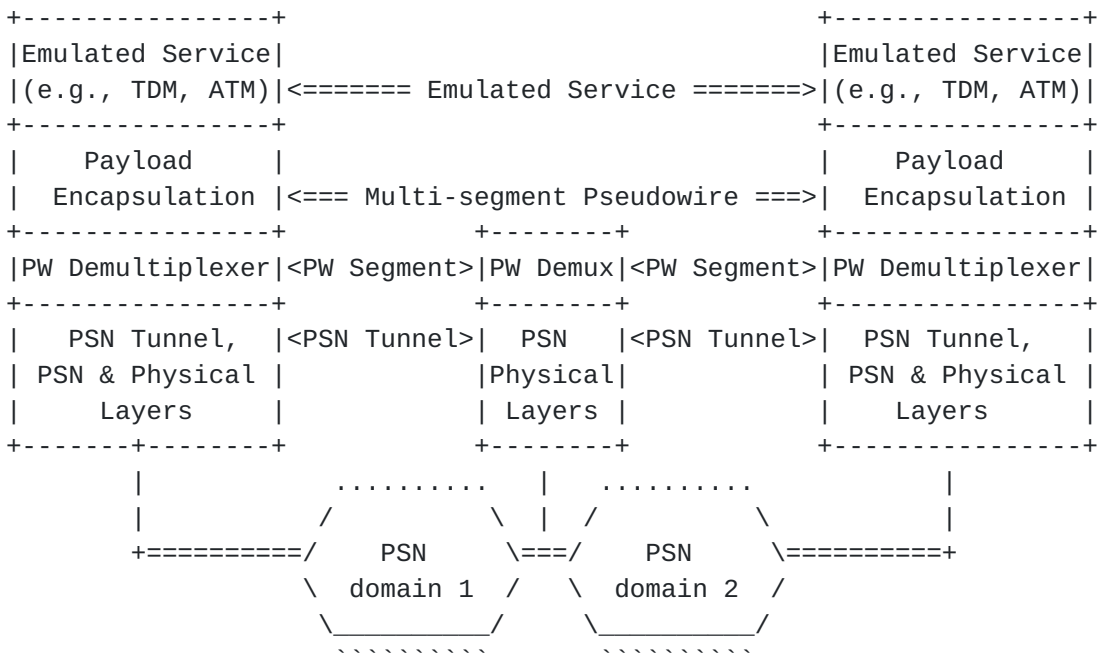 +----------------+                              +----------------+
|Emulated Service|                              |Emulated Service|
|(e.g., TDM, ATM)|<======= Emulated Service =======>|(e.g., TDM, ATM)|
+----------------+                              +----------------+
|    Payload     |                              |    Payload     |
|  Encapsulation |<=== Multi-segment Pseudowire ===>|  Encapsulation |
+----------------+            +--------+            +----------------+
|PW Demultiplexer|<PW Segment>|PW Demux|<PW Segment>|PW Demultiplexer|
+----------------+            +--------+            +----------------+
|   PSN Tunnel,  |<PSN Tunnel>|  PSN   |<PSN Tunnel>|  PSN Tunnel,   |
| PSN & Physical |            |Physical|            | PSN & Physical |
|     Layers     |            | Layers |            |    Layers      |
+-------+--------+            +--------+            +----------------+
        |            ..........   |   ..........            |
        |           /          \  |  /          \           |
        +==========/    PSN     \===/    PSN     \==========+
                   \  domain 1  /   \  domain 2  /
                    \__________/     \__________/
                     ``````````       ``````````